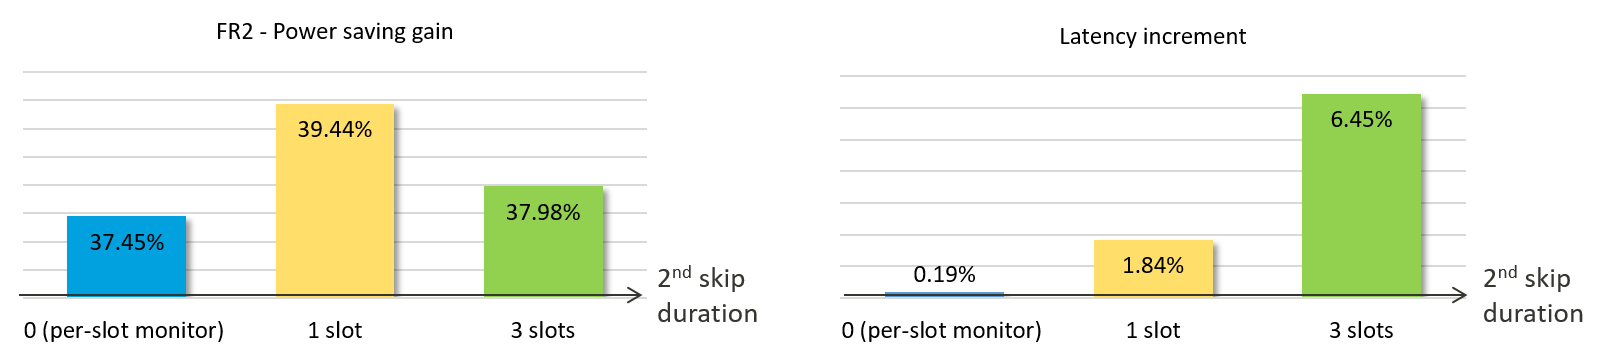 FR2 - Power saving gain
39.44%
37.98%
37.45%
2nd skip
duration
0 (per-slot monitor)
1 slot
3 slots
Latency increment
6.45%
1.84%
0.19%
2nd skip
duration
0 (per-slot monitor)
1 slot
3 slots